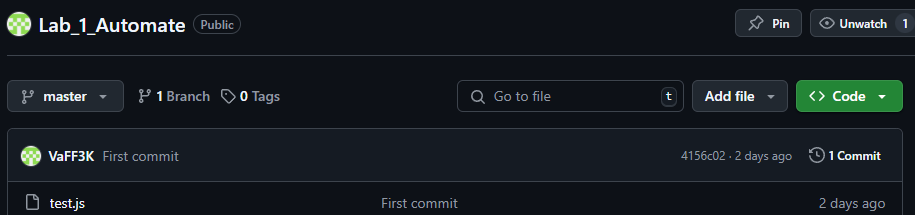 Lab_1_Automate Public Pin Unwatch 1
master 1 Branch 0 Tags Go to file t Add file Code
VaFF3K First commit 4156c02 · 2 days ago 1 Commit
test.js First commit 2 days ago